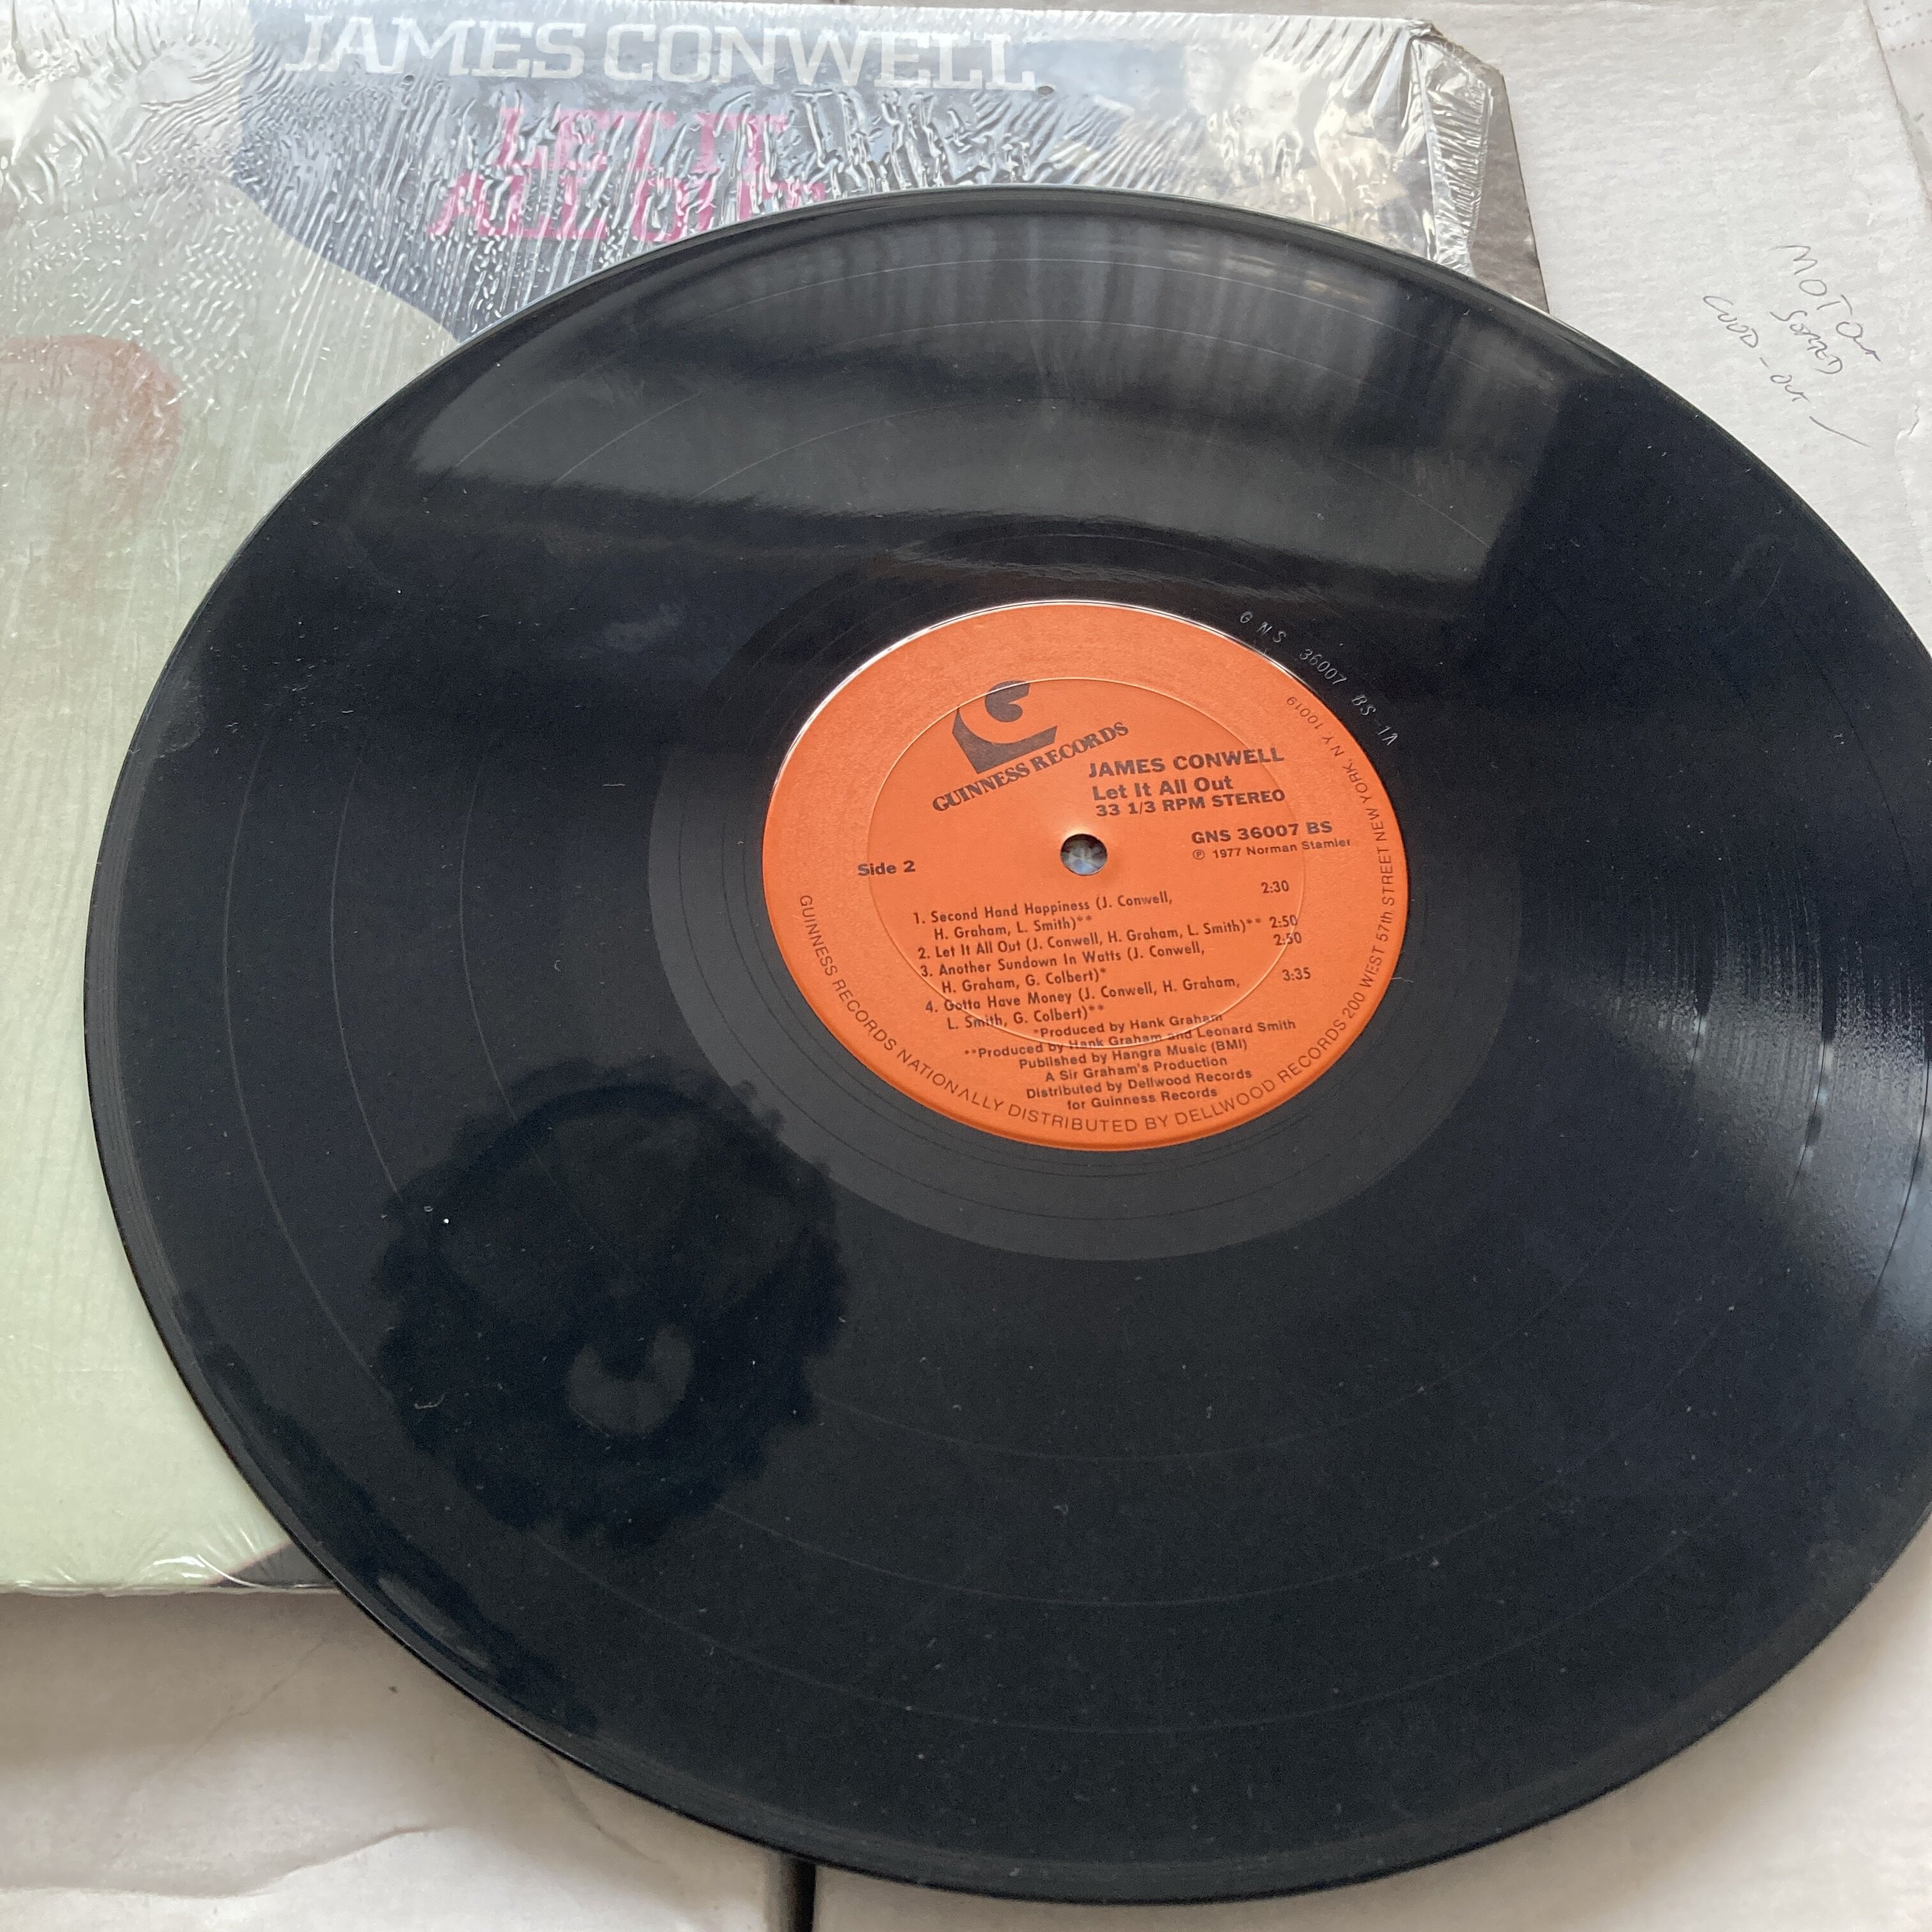 JAMES CONWELL
LET IT
ALL OUT
GNS 36007 BS-1A
GUINNESS RECORDS
JAMES CONWELL
Let It All Out
33 1/3 RPM STEREO
GNS 36007 BS
℗ 1977 Norman Stamler
Side 2
1. Second Hand Happiness (J. Conwell, 2:30
H. Graham, L. Smith)**
2. Let It All Out (J. Conwell, H. Graham, L. Smith)** 2:50
3. Another Sundown In Watts (J. Conwell, 2:50
H. Graham, G. Colbert)*
4. Gotta Have Money (J. Conwell, H. Graham, 3:35
L. Smith, G. Colbert)**
*Produced by Hank Graham
**Produced by Hank Graham and Leonard Smith
Published by Hangra Music (BMI)
A Sir Graham's Production
Distributed by Dellwood Records
for Guinness Records
GUINNESS RECORDS NATIONALLY DISTRIBUTED BY DELLWOOD RECORDS 200 WEST 57th STREET NEW YORK, N Y 10019